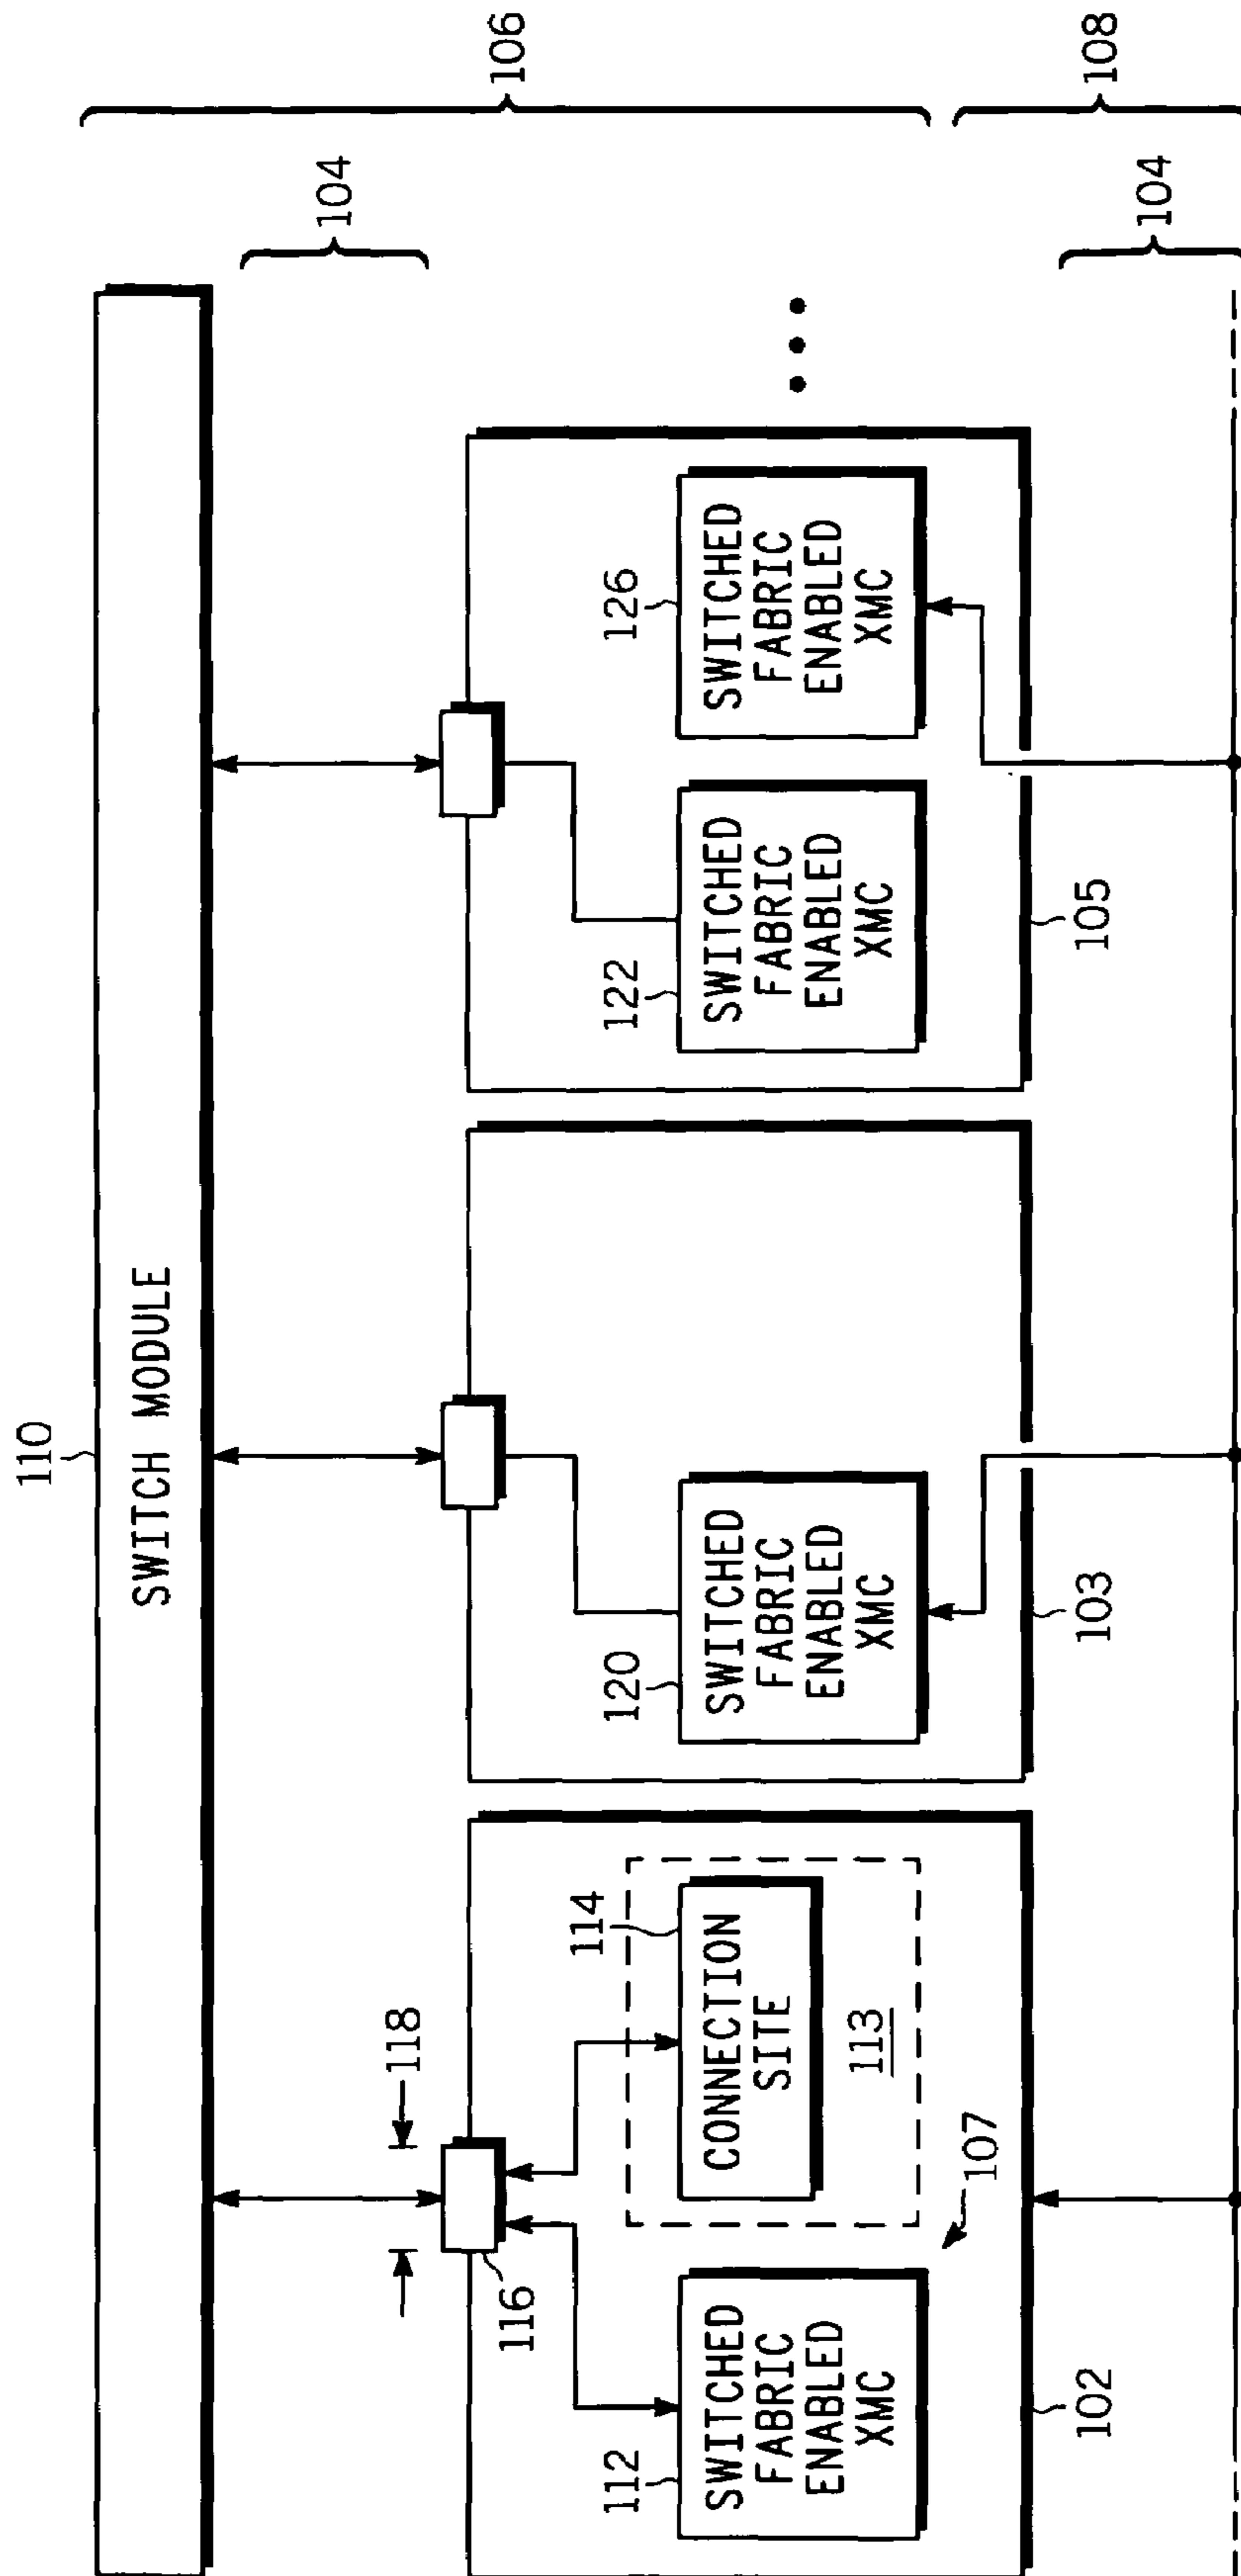 110
SWITCH MODULE
106
104
108
104
118
116
114
CONNECTION
SITE
113
107
112
SWITCHED
FABRIC
ENABLED
XMC
102
120
SWITCHED
FABRIC
ENABLED
XMC
103
122
SWITCHED
FABRIC
ENABLED
XMC
126
SWITCHED
FABRIC
ENABLED
XMC
105